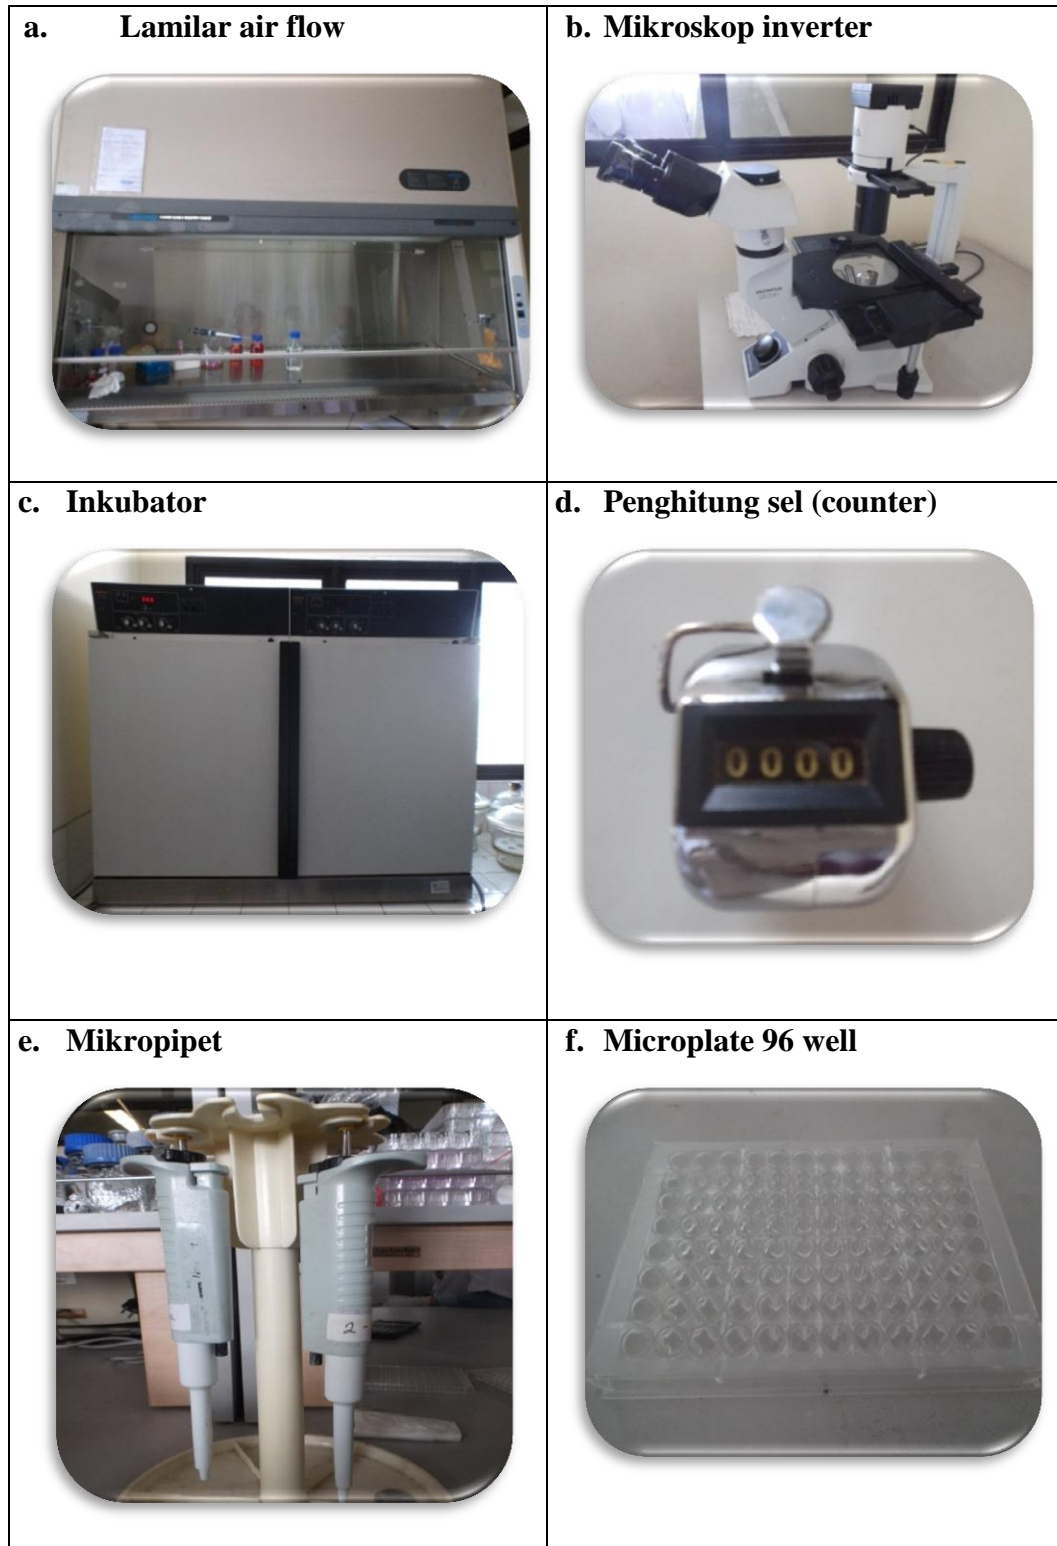 a. Lamilar air flow
b. Mikroskop inverter
c. Inkubator
d. Penghitung sel (counter)
0000
e. Mikropipet
2
f. Microplate 96 well